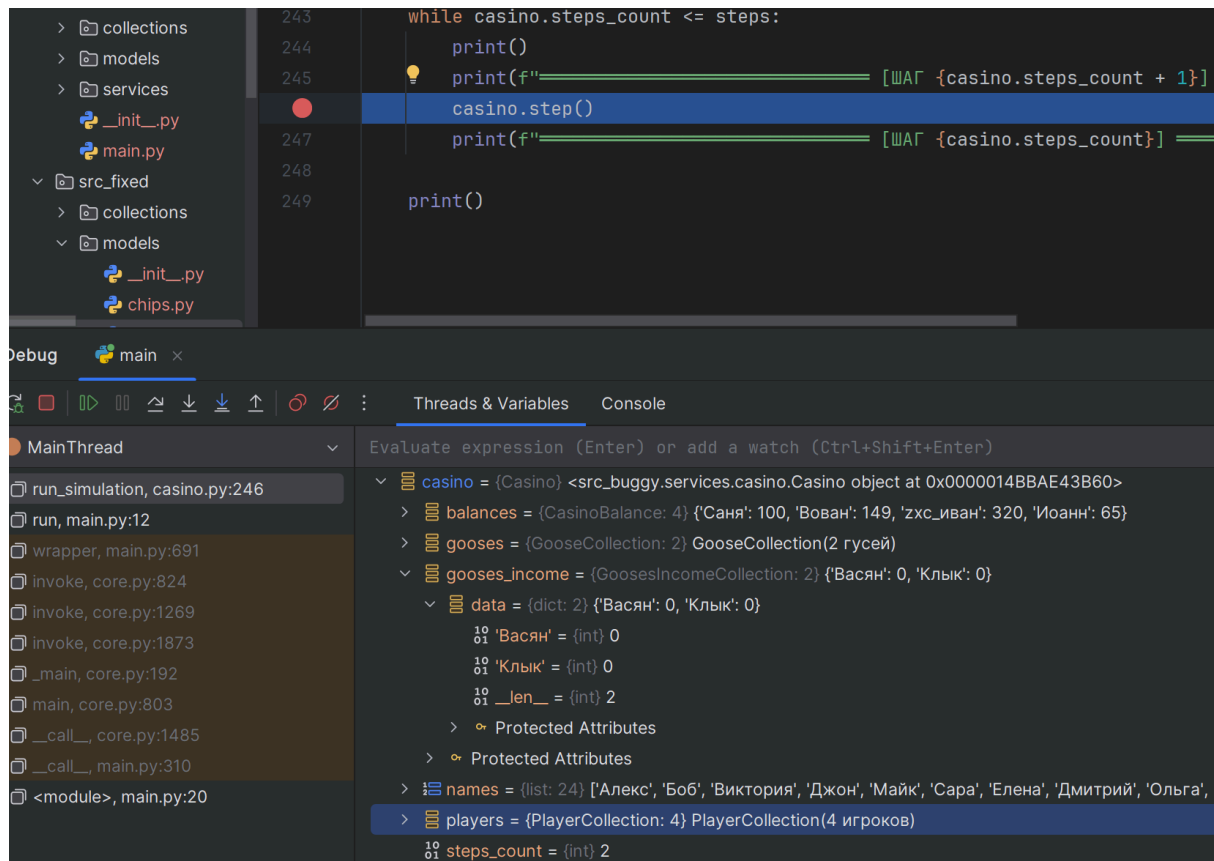 collections
models
services
__init__.py
main.py
src_fixed
collections
models
__init__.py
chips.py
243 while casino.steps_count <= steps:
244 print()
245 print(f"═════════════════════════ [ШАГ {casino.steps_count + 1}]
casino.step()
247 print(f"═════════════════════════ [ШАГ {casino.steps_count}] ═══
248
249 print()
Debug main ×
Threads & Variables Console
MainThread
run_simulation, casino.py:246
run, main.py:12
wrapper, main.py:691
invoke, core.py:824
invoke, core.py:1269
invoke, core.py:1873
_main, core.py:192
main, core.py:803
__call__, core.py:1485
__call__, main.py:310
<module>, main.py:20
Evaluate expression (Enter) or add a watch (Ctrl+Shift+Enter)
casino = {Casino} <src_buggy.services.casino.Casino object at 0x0000014BBAE43B60>
balances = {CasinoBalance: 4} {'Саня': 100, 'Вован': 149, 'zxc_иван': 320, 'Иоанн': 65}
gooses = {GooseCollection: 2} GooseCollection(2 гусей)
gooses_income = {GoosesIncomeCollection: 2} {'Васян': 0, 'Клык': 0}
data = {dict: 2} {'Васян': 0, 'Клык': 0}
'Васян' = {int} 0
'Клык' = {int} 0
__len__ = {int} 2
Protected Attributes
Protected Attributes
names = {list: 24} ['Алекс', 'Боб', 'Виктория', 'Джон', 'Майк', 'Сара', 'Елена', 'Дмитрий', 'Ольга',
players = {PlayerCollection: 4} PlayerCollection(4 игроков)
steps_count = {int} 2